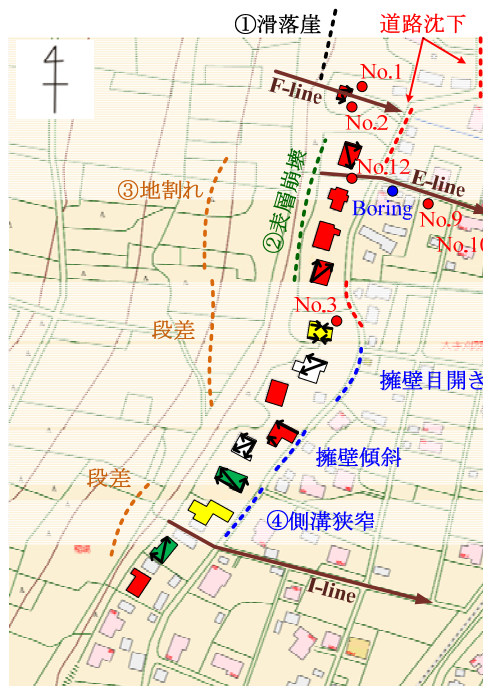 ①滑落崖
道路沈下
No.1
F-line
No.2
No.12
③地割れ
②表層崩壊
E-line
Boring
No.9
No.10
No.3
段差
擁壁目開き
擁壁傾斜
段差
④側溝狭窄
I-line